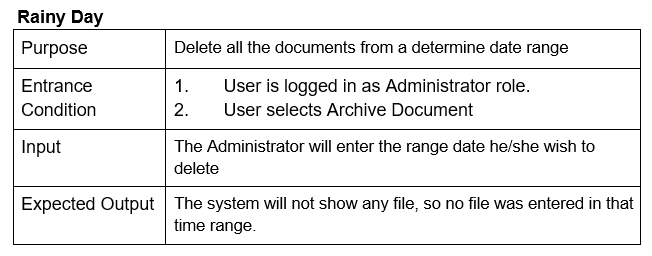 Rainy Day
Purpose
Delete all the documents from a determine date range
Entrance
Condition
1. User is logged in as Administrator role.
2. User selects Archive Document
Input
The Administrator will enter the range date he/she wish to
delete
Expected Output
The system will not show any file, so no file was entered in that
time range.